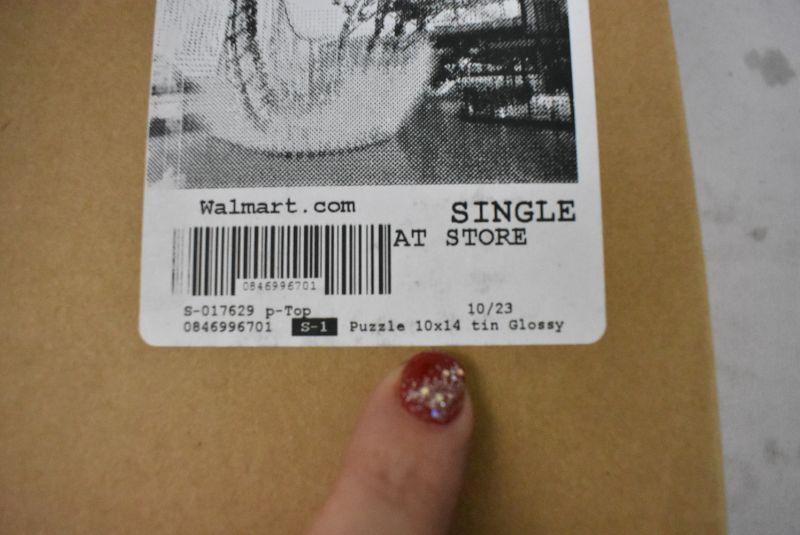 Walmart.com
SINGLE
AT STORE
0846996701
S-017629 p-Top 10/23
0846996701 S-1 Puzzle 10x14 tin Glossy